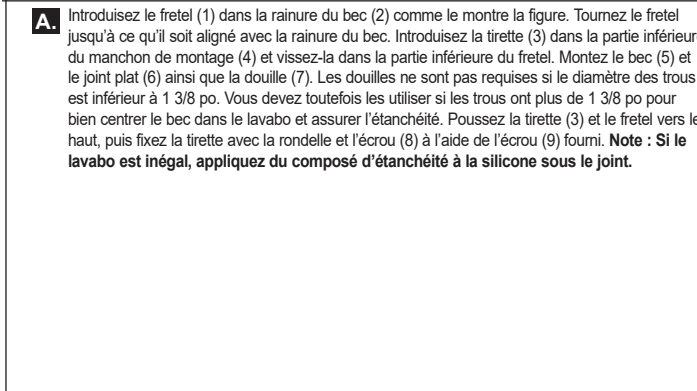 A. Introduisez le fretel (1) dans la rainure du bec (2) comme le montre la figure. Tournez le fretel
jusqu'à ce qu'il soit aligné avec la rainure du bec. Introduisez la tirette (3) dans la partie inférieur
du manchon de montage (4) et vissez-la dans la partie inférieure du fretel. Montez le bec (5) et
le joint plat (6) ainsi que la douille (7). Les douilles ne sont pas requises si le diamètre des trous
est inférieur à 1 3/8 po. Vous devez toutefois les utiliser si les trous ont plus de 1 3/8 po pour
bien centrer le bec dans le lavabo et assurer l'étanchéité. Poussez la tirette (3) et le fretel vers le
haut, puis fixez la tirette avec la rondelle et l'écrou (8) à l'aide de l'écrou (9) fourni. Note : Si le
lavabo est inégal, appliquez du composé d'étanchéité à la silicone sous le joint.